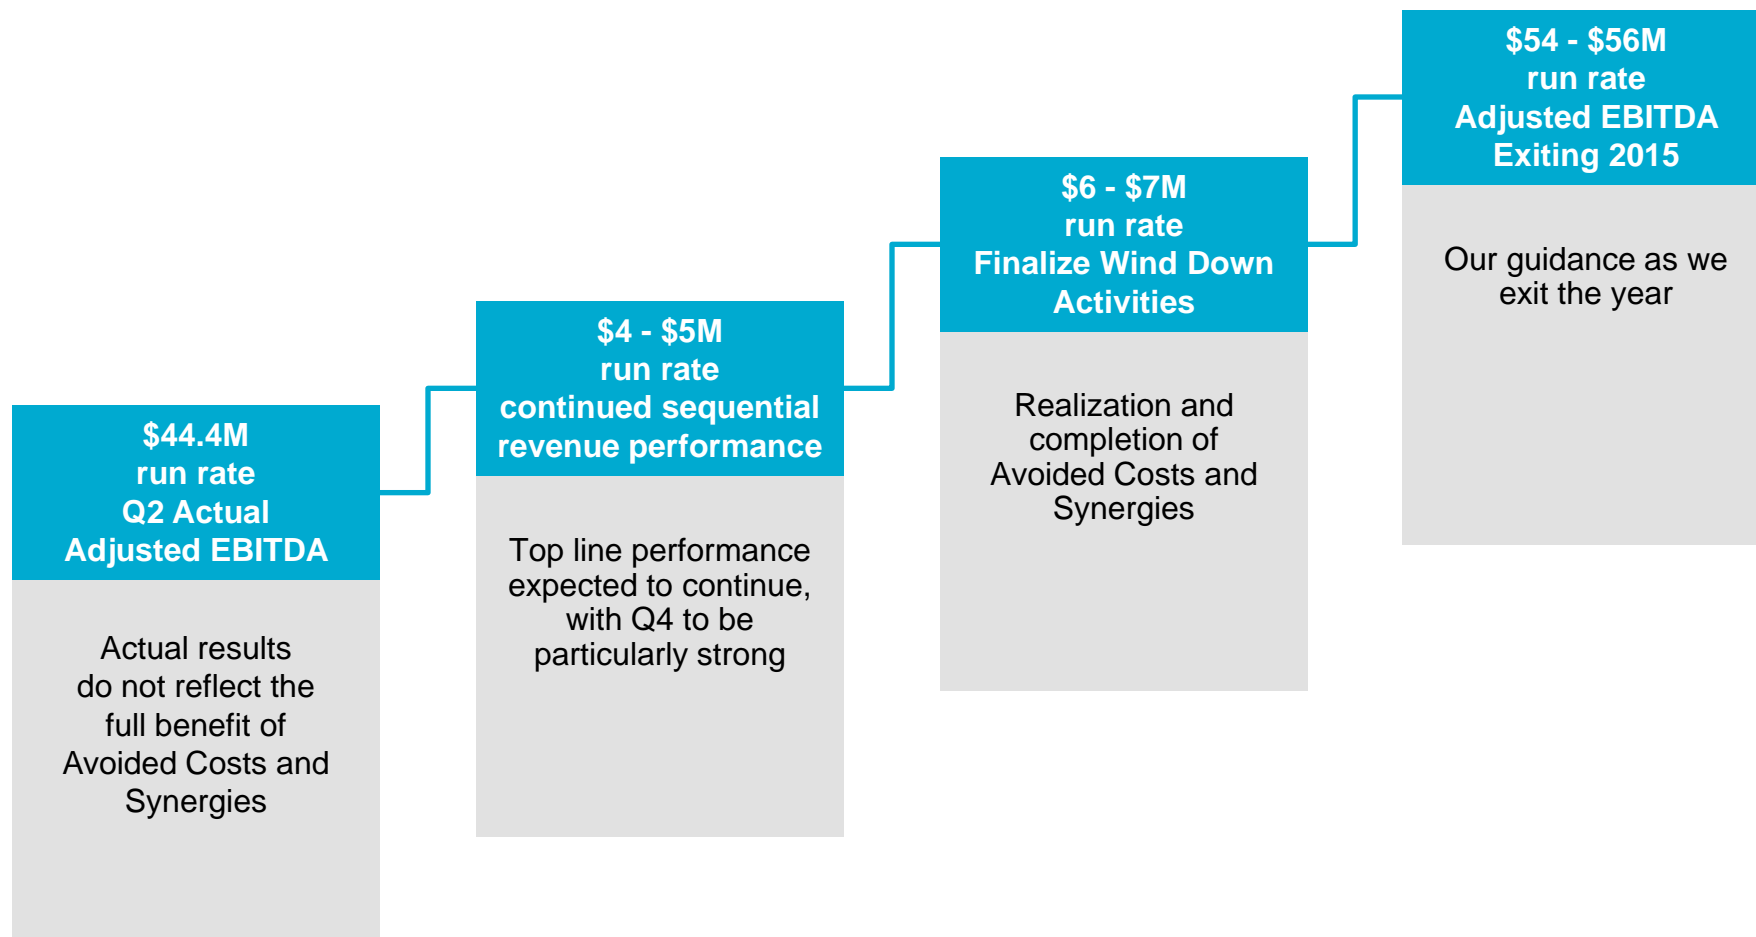 $44.4M
run rate
Q2 Actual
Adjusted EBITDA
Actual results
do not reflect the
full benefit of
Avoided Costs and
Synergies
$4 - $5M
run rate
continued sequential
revenue performance
Top line performance
expected to continue,
with Q4 to be
particularly strong
$6 - $7M
run rate
Finalize Wind Down
Activities
Realization and
completion of
Avoided Costs and
Synergies
$54 - $56M
run rate
Adjusted EBITDA
Exiting 2015
Our guidance as we
exit the year